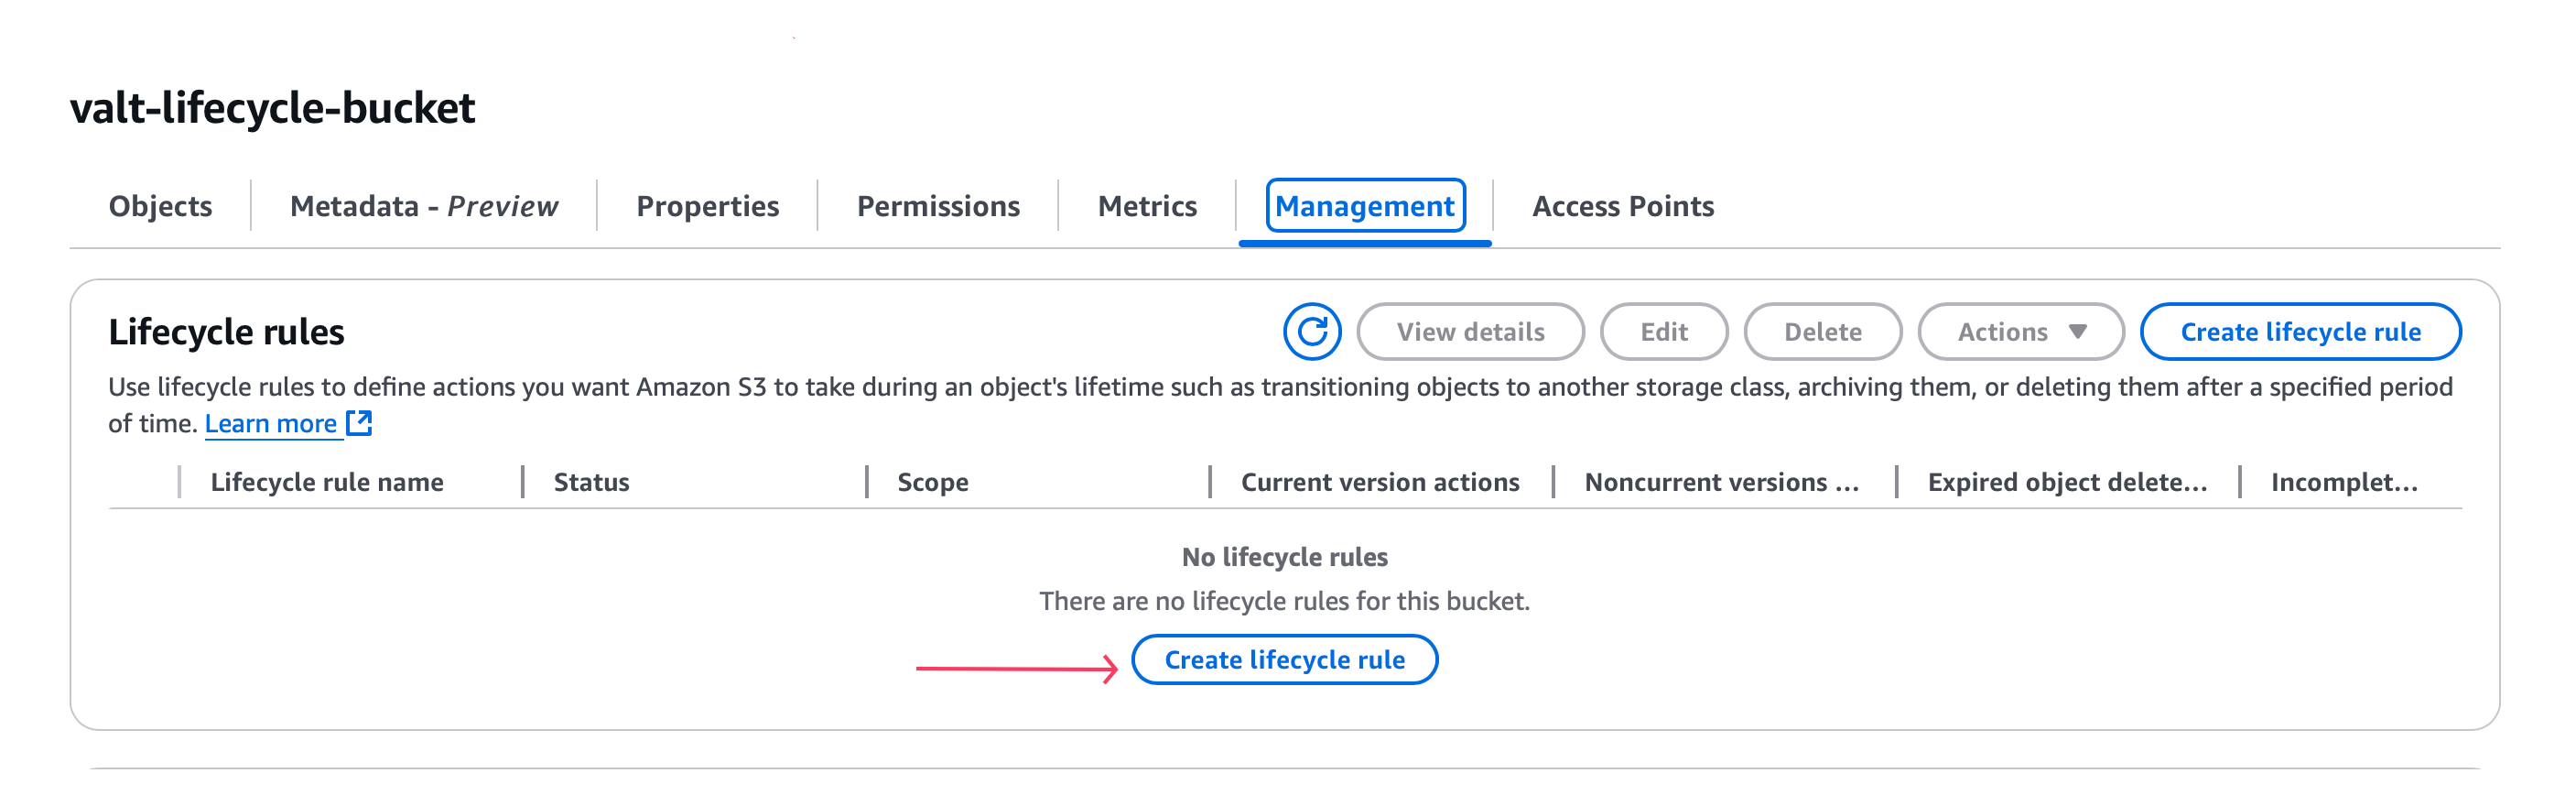 valt-lifecycle-bucket
Objects
Metadata - Preview
Properties
Permissions
Metrics
Management
Access Points
Lifecycle rules
View details
Edit
Delete
Actions
Create lifecycle rule
Use lifecycle rules to define actions you want Amazon S3 to take during an object's lifetime such as transitioning objects to another storage class, archiving them, or deleting them after a specified period
of time. Learn more
Lifecycle rule name
Status
Scope
Current version actions
Noncurrent versions ...
Expired object delete...
Incomplet...
No lifecycle rules
There are no lifecycle rules for this bucket.
Create lifecycle rule